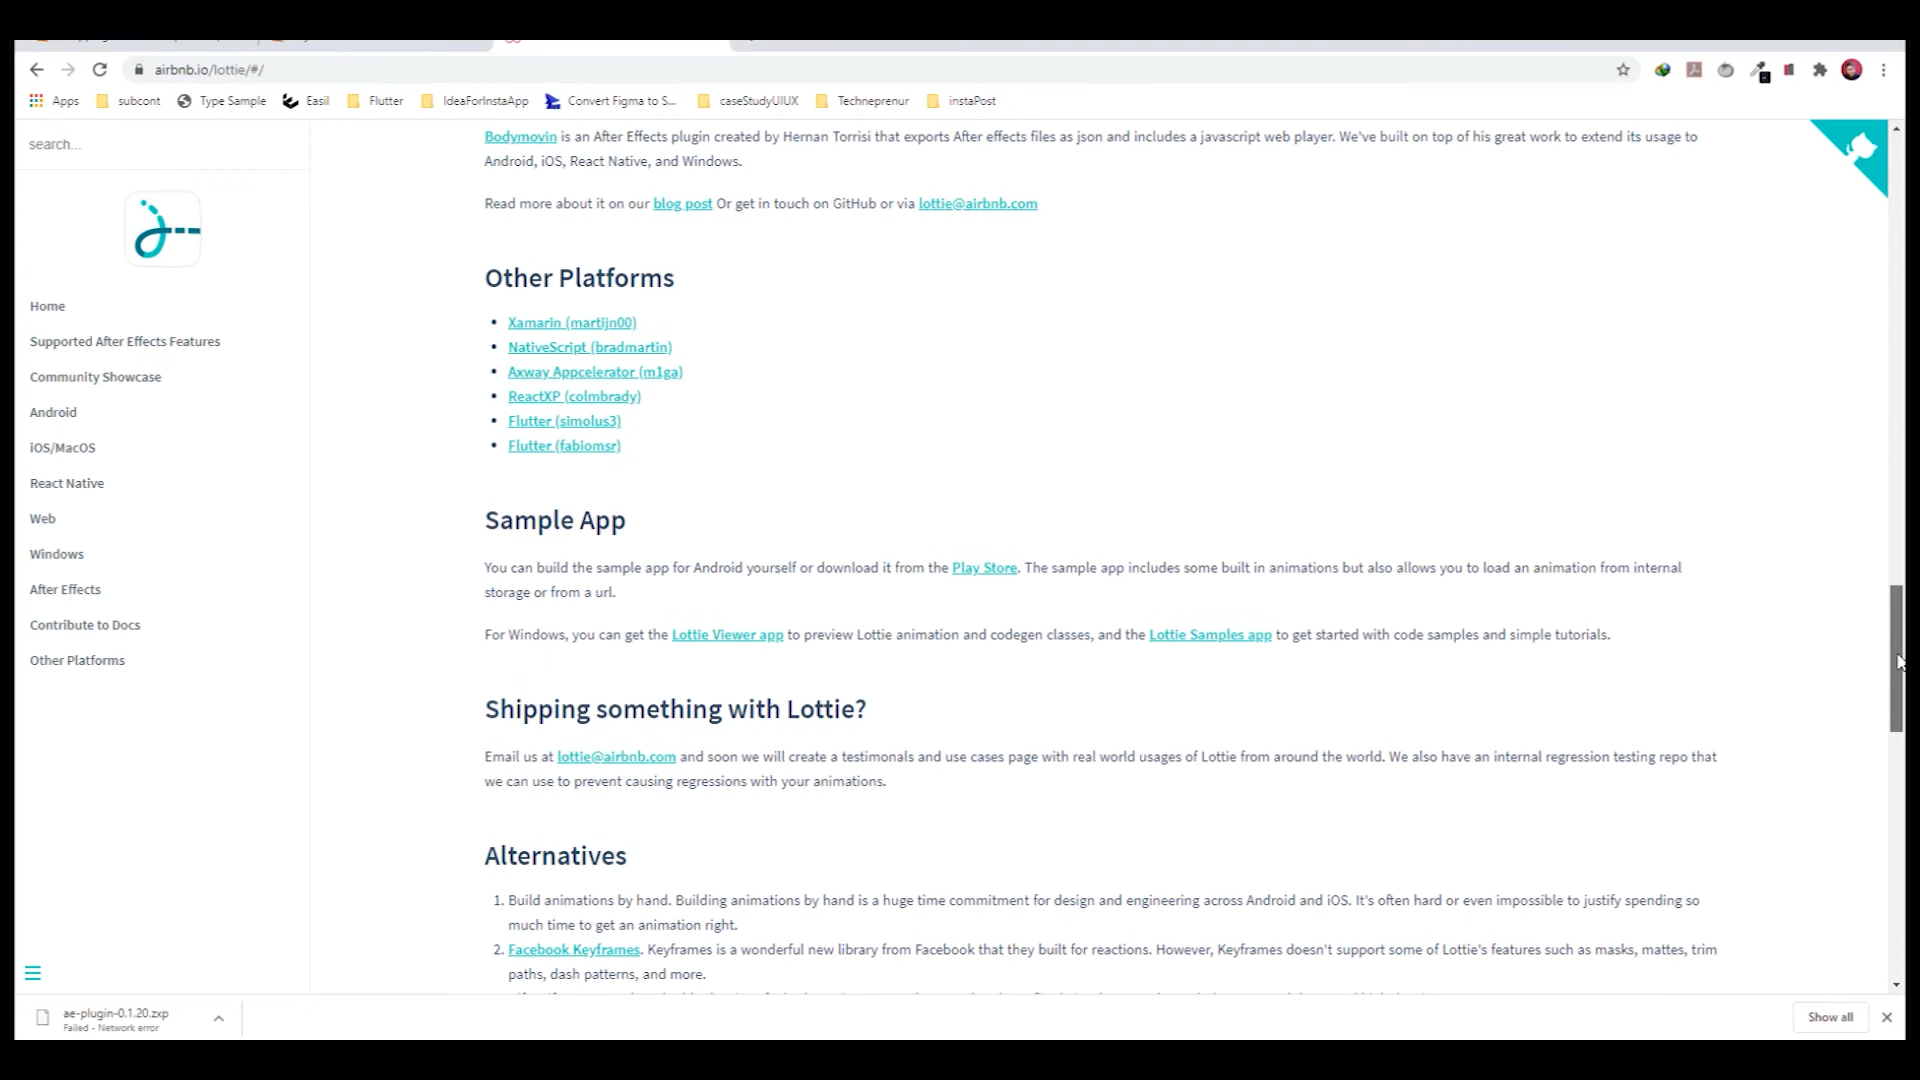 airbnb.io/lottie/#/
Apps subcont Type Sample Easil Flutter IdeaForInstaApp Convert Figma to S... caseStudyUIUX Techneprenur instaPost
search...
Home
Supported After Effects Features
Community Showcase
Android
iOS/MacOS
React Native
Web
Windows
After Effects
Contribute to Docs
Other Platforms
Bodymovin is an After Effects plugin created by Hernan Torrisi that exports After effects files as json and includes a javascript web player. We've built on top of his great work to extend its usage to
Android, iOS, React Native, and Windows.
Read more about it on our blog post Or get in touch on GitHub or via lottie@airbnb.com
Other Platforms
• Xamarin (martijn00)
• NativeScript (bradmartin)
• Axway Appcelerator (m1ga)
• ReactXP (colmbrady)
• Flutter (simolus3)
• Flutter (fabiomsr)
Sample App
You can build the sample app for Android yourself or download it from the Play Store. The sample app includes some built in animations but also allows you to load an animation from internal
storage or from a url.
For Windows, you can get the Lottie Viewer app to preview Lottie animation and codegen classes, and the Lottie Samples app to get started with code samples and simple tutorials.
Shipping something with Lottie?
Email us at lottie@airbnb.com and soon we will create a testimonals and use cases page with real world usages of Lottie from around the world. We also have an internal regression testing repo that
we can use to prevent causing regressions with your animations.
Alternatives
1. Build animations by hand. Building animations by hand is a huge time commitment for design and engineering across Android and iOS. It's often hard or even impossible to justify spending so
much time to get an animation right.
2. Facebook Keyframes. Keyframes is a wonderful new library from Facebook that they built for reactions. However, Keyframes doesn't support some of Lottie's features such as masks, mattes, trim
paths, dash patterns, and more.
ae-plugin-0.1.20.zxp
Failed - Network error
Show all